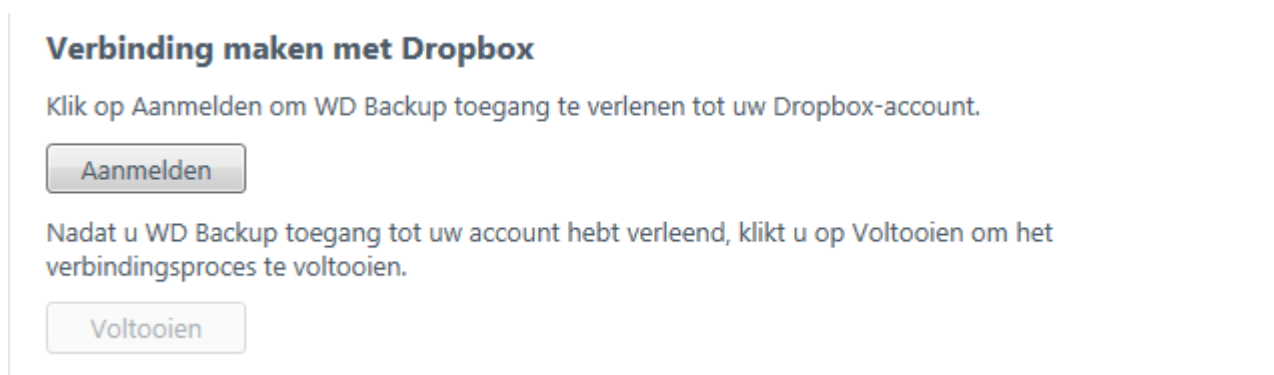 Verbinding maken met Dropbox
Klik op Aanmelden om WD Backup toegang te verlenen tot uw Dropbox-account.
Aanmelden
Nadat u WD Backup toegang tot uw account hebt verleend, klikt u op Voltooien om het
verbindingsproces te voltooien.
Voltooien